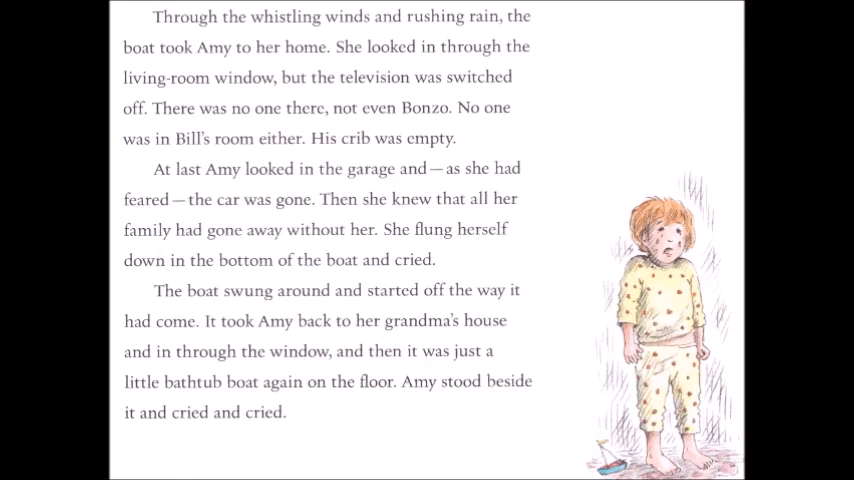 Through the whistling winds and rushing rain, the
boat took Amy to her home. She looked in through the
living-room window, but the television was switched
off. There was no one there, not even Bonzo. No one
was in Bill's room either. His crib was empty.
At last Amy looked in the garage and—as she had
feared—the car was gone. Then she knew that all her
family had gone away without her. She flung herself
down in the bottom of the boat and cried.
The boat swung around and started off the way it
had come. It took Amy back to her grandma's house
and in through the window, and then it was just a
little bathtub boat again on the floor. Amy stood beside
it and cried and cried.